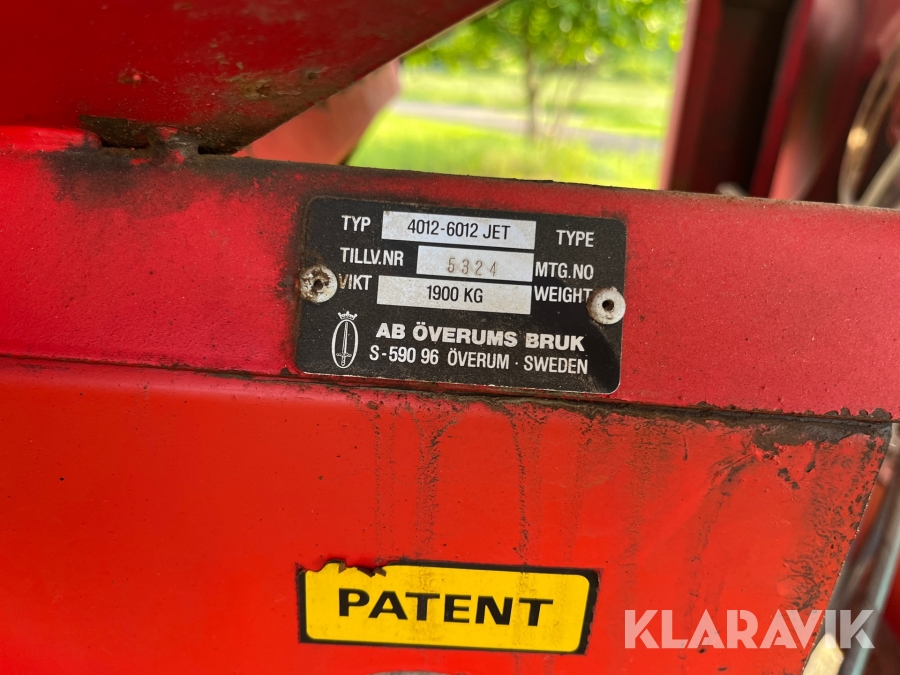 TYP 4012-6012 JET TYPE
TILLV.NR 5324 MTG.NO
VIKT 1900 KG WEIGHT
AB ÖVERUMS BRUK
S-590 96 ÖVERUM · SWEDEN
PATENT
KLARAVIK